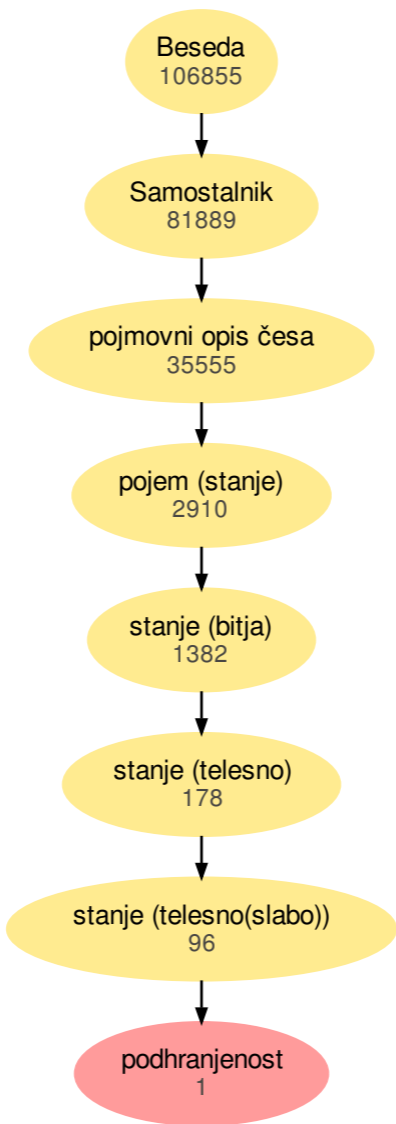 Beseda
106855
Samostalnik
81889
pojmovni opis česa
35555
pojem (stanje)
2910
stanje (bitja)
1382
stanje (telesno)
178
stanje (telesno(slabo))
96
podhranjenost
1